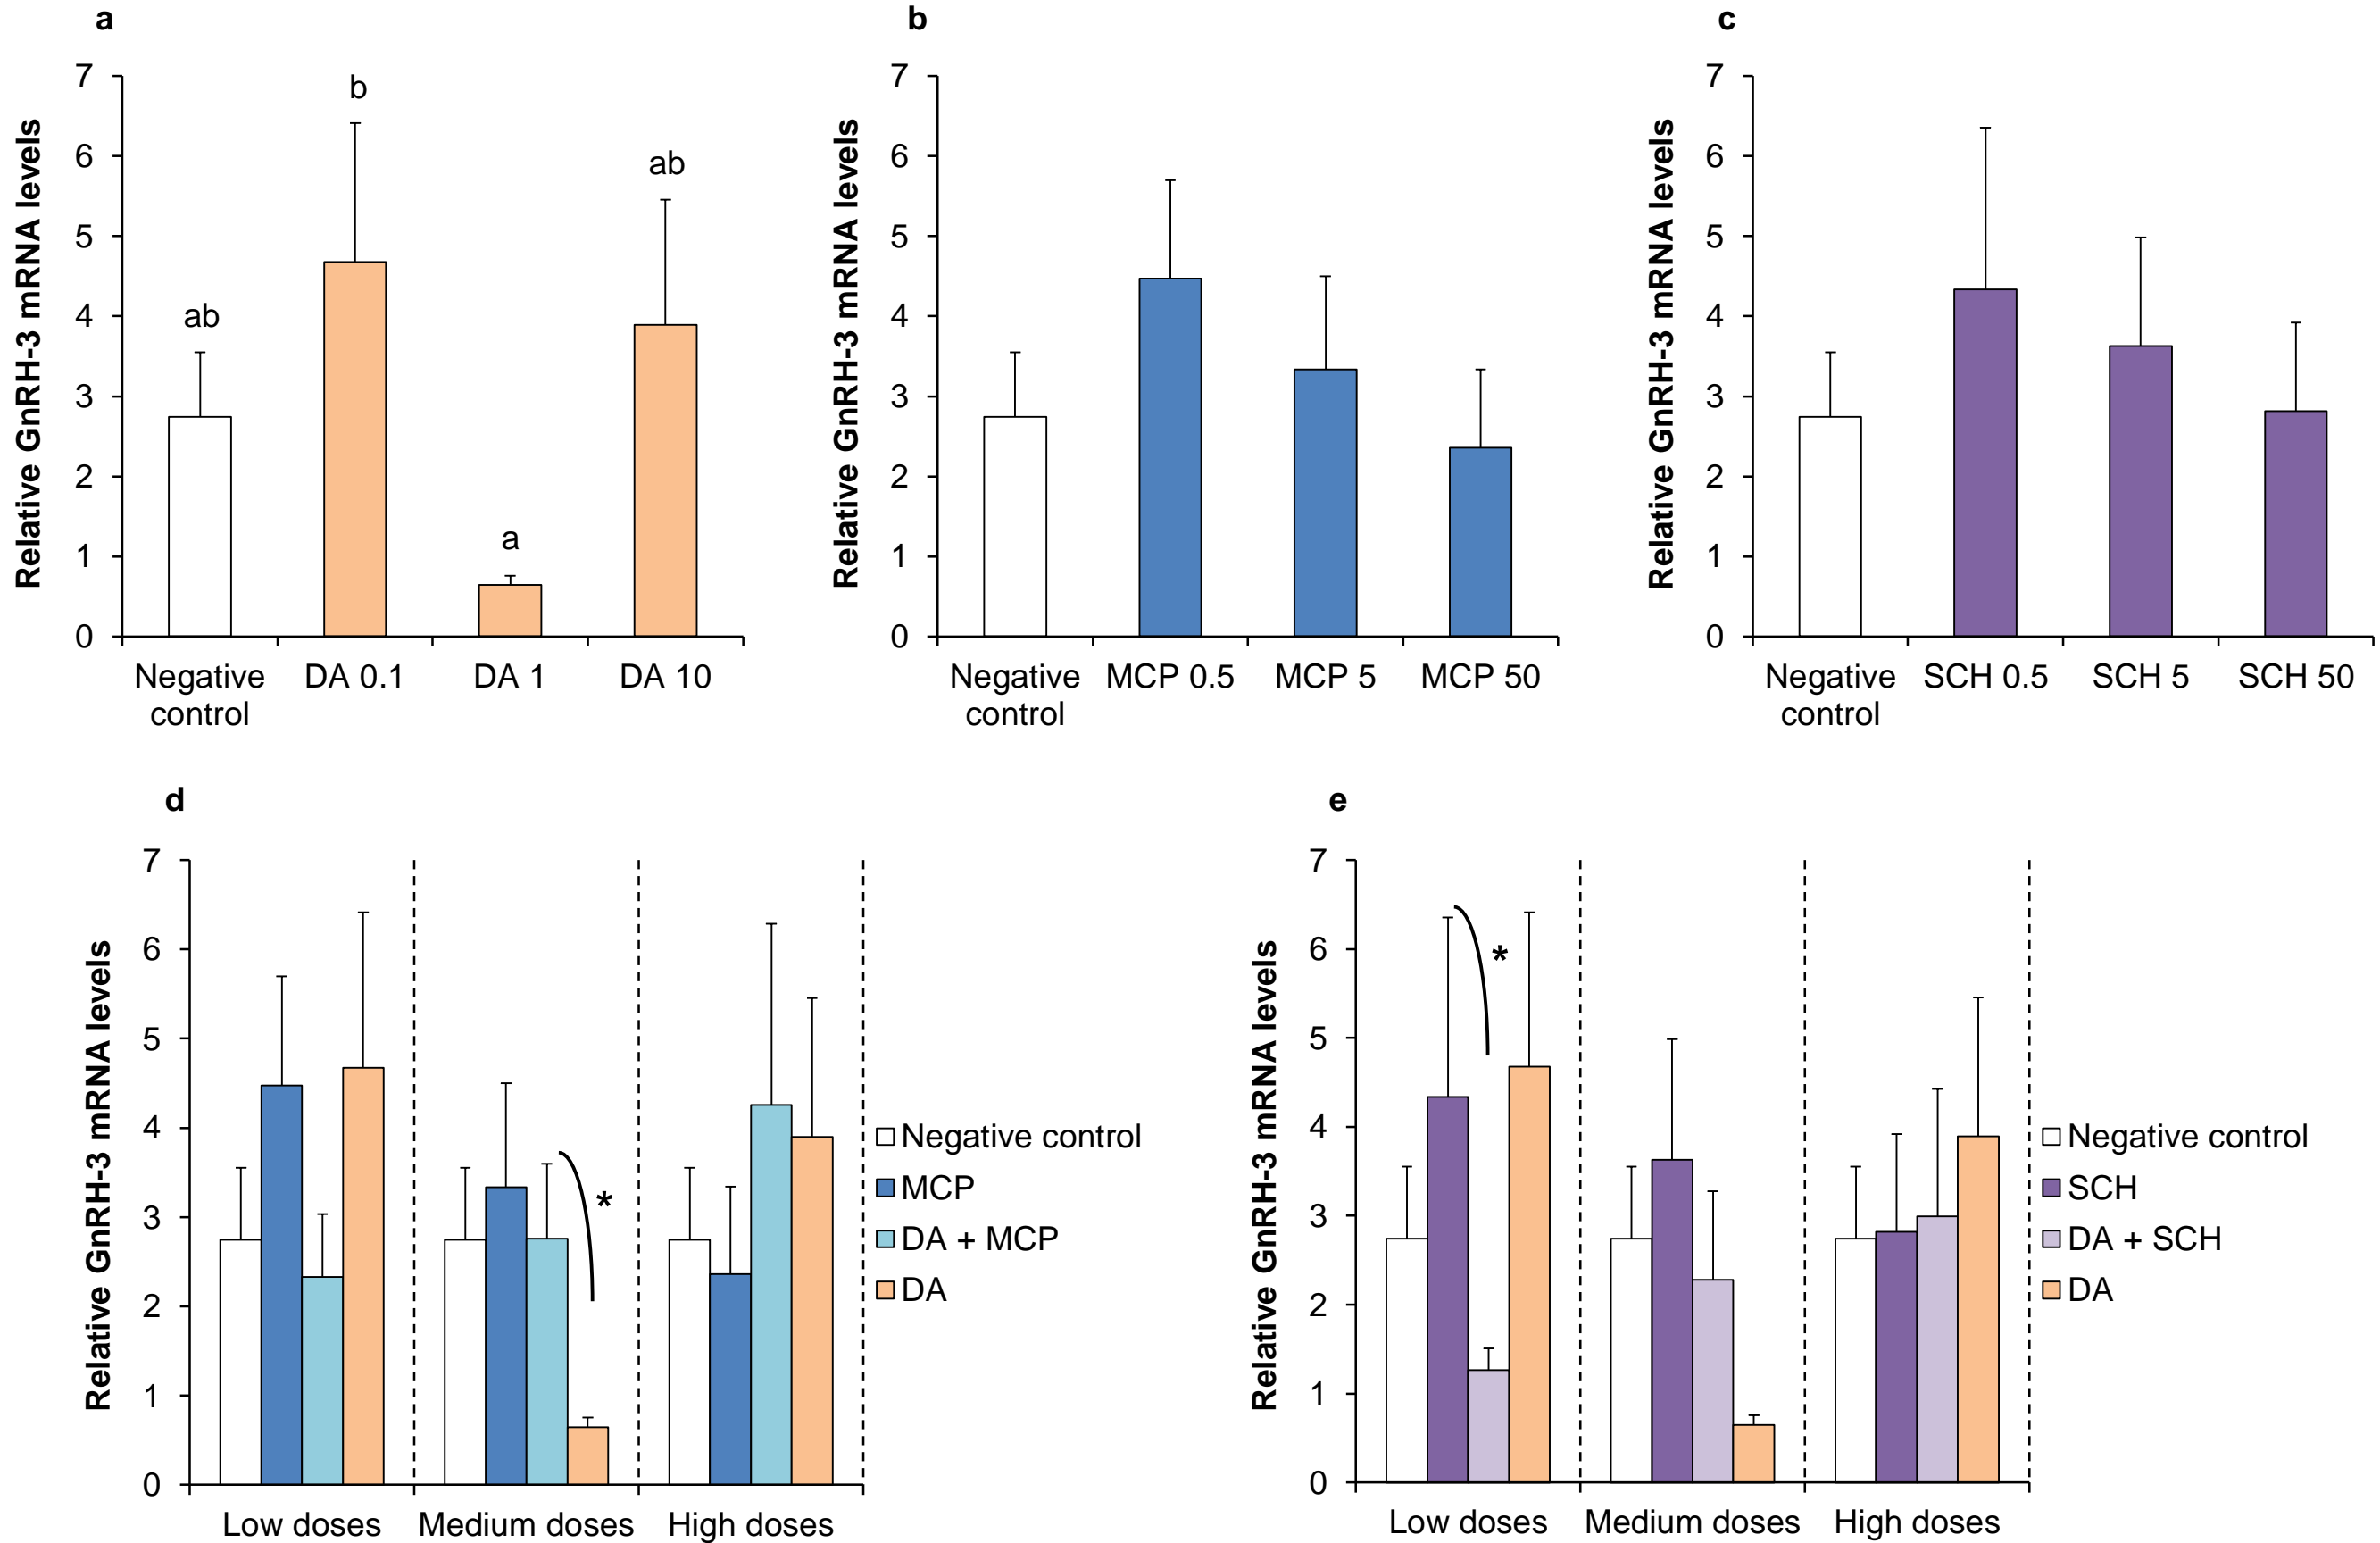 a
Relative GnRH-3 mRNA levels
7
6
5
4
3
2
1
0
ab
b
a
ab
Negative control
DA 0.1
DA 1
DA 10
b
Relative GnRH-3 mRNA levels
7
6
5
4
3
2
1
0
Negative control
MCP 0.5
MCP 5
MCP 50
c
Relative GnRH-3 mRNA levels
7
6
5
4
3
2
1
0
Negative control
SCH 0.5
SCH 5
SCH 50
d
Relative GnRH-3 mRNA levels
7
6
5
4
3
2
1
0
*
Low doses
Medium doses
High doses
Negative control
MCP
DA + MCP
DA
e
Relative GnRH-3 mRNA levels
7
6
5
4
3
2
1
0
*
Low doses
Medium doses
High doses
Negative control
SCH
DA + SCH
DA